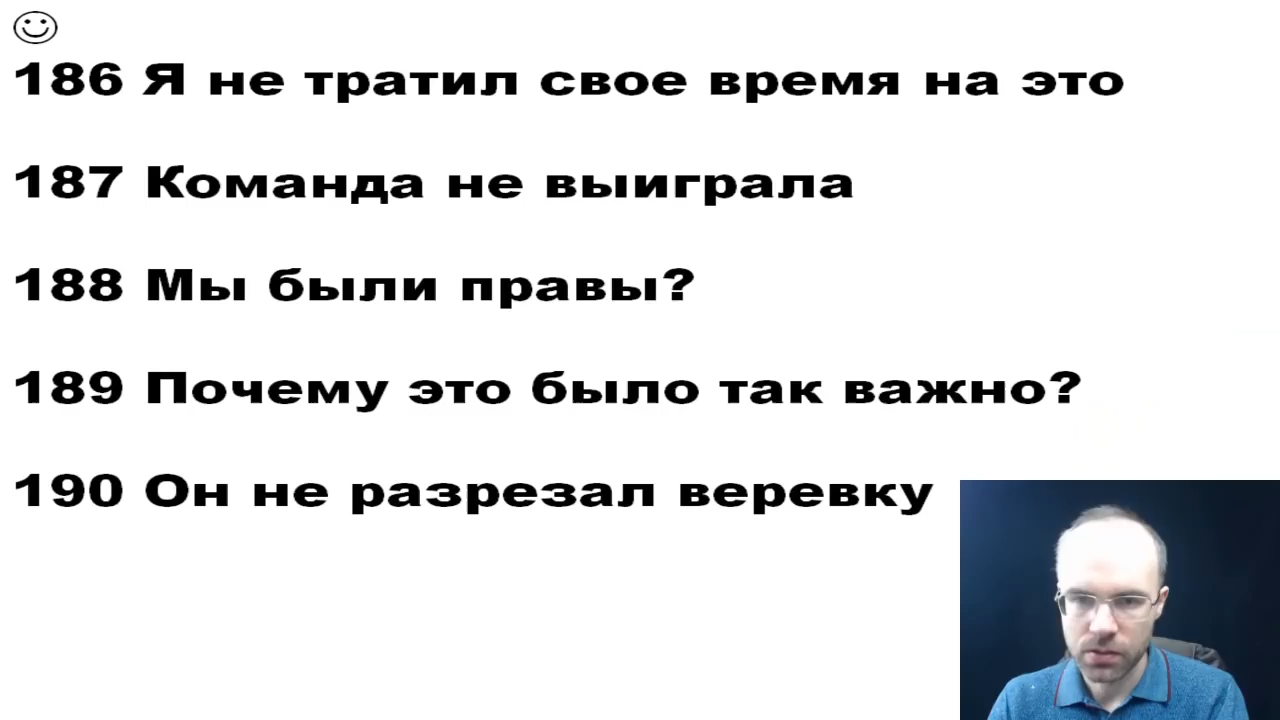 186 Я не тратил свое время на это
187 Команда не выиграла
188 Мы были правы?
189 Почему это было так важно?
190 Он не разрезал веревку